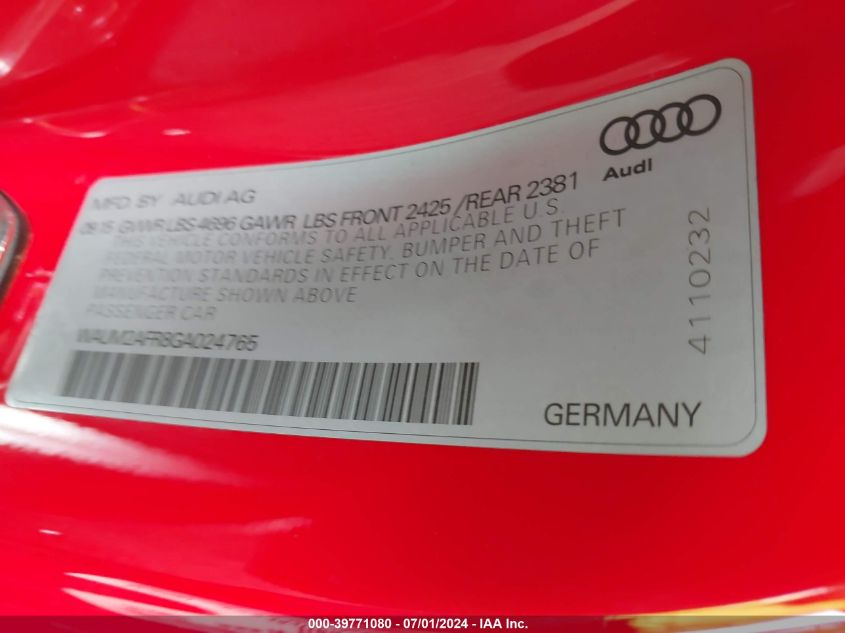 Audi
MFD. BY AUDI AG
09.15 GVWR LBS 4696 GAWR LBS FRONT 2425 /REAR 2381
THIS VEHICLE CONFORMS TO ALL APPLICABLE U.S.
FEDERAL MOTOR VEHICLE SAFETY, BUMPER AND THEFT
PREVENTION STANDARDS IN EFFECT ON THE DATE OF
MANUFACTURE SHOWN ABOVE
PASSENGER CAR
WAUM2AFR8GA024765
GERMANY
4110232
000-39771080 - 07/01/2024 - IAA Inc.